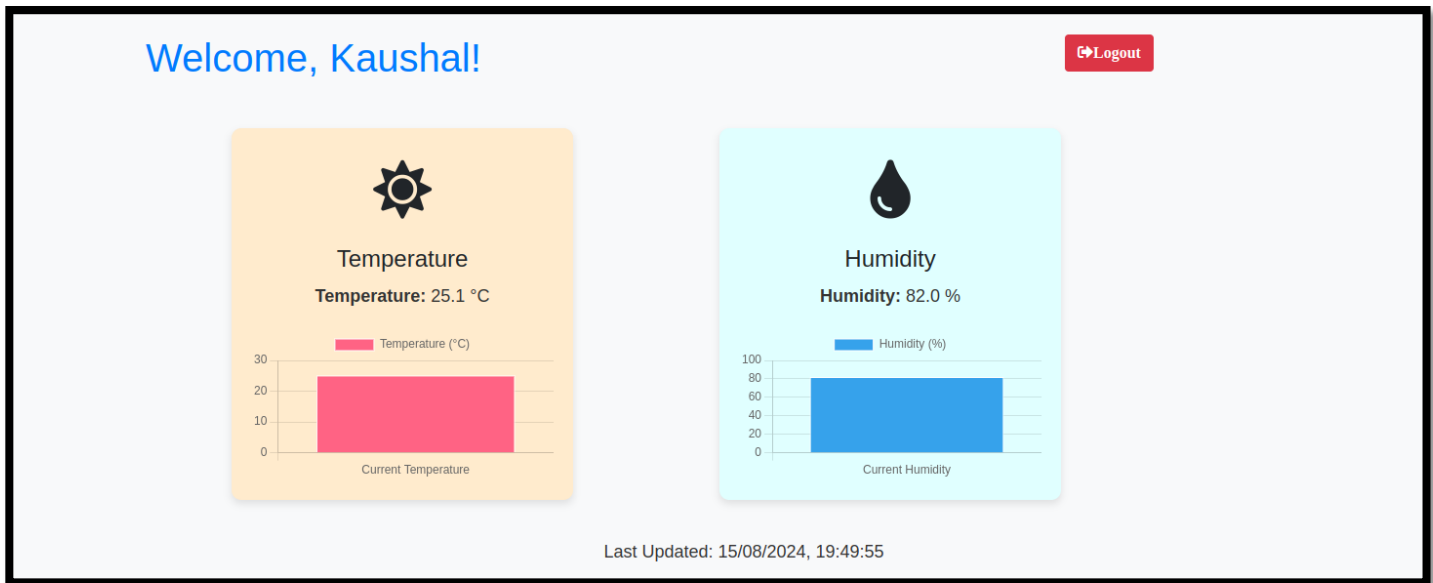 Welcome, Kaushal!
Logout
Temperature
Temperature: 25.1 °C
Temperature (°C)
30
20
10
0
Current Temperature
Humidity
Humidity: 82.0 %
Humidity (%)
100
80
60
40
20
0
Current Humidity
Last Updated: 15/08/2024, 19:49:55